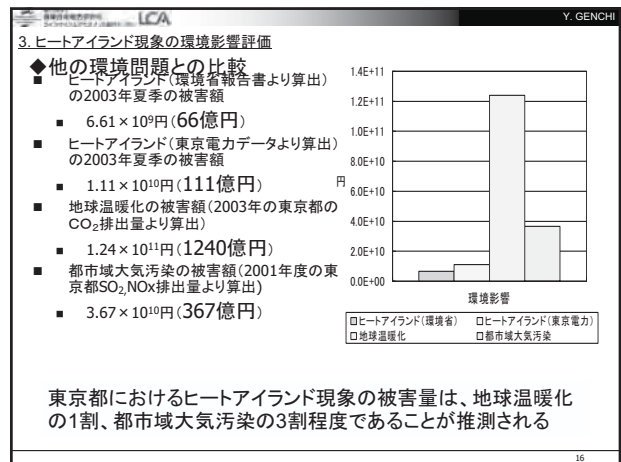 LCA
Y. GENCHI
3. ヒートアイランド現象の環境影響評価
◆他の環境問題との比較
■ ヒートアイランド(環境省報告書より算出)
の2003年夏季の被害額
■ 6.61×10⁹円(66億円)
■ ヒートアイランド(東京電力データより算出)
の2003年夏季の被害額
■ 1.11×10¹⁰円(111億円)
■ 地球温暖化の被害額(2003年の東京都の
CO₂排出量より算出)
■ 1.24×10¹¹円(1240億円)
■ 都市域大気汚染の被害額(2001年度の東
京都SO₂,NOx排出量より算出)
■ 3.67×10¹⁰円(367億円)
1.4E+11
1.2E+11
1.0E+11
8.0E+10
円
6.0E+10
4.0E+10
2.0E+10
0.0E+00
環境影響
ヒートアイランド(環境省) ヒートアイランド(東京電力)
地球温暖化 都市域大気汚染
東京都におけるヒートアイランド現象の被害量は、地球温暖化
の1割、都市域大気汚染の3割程度であることが推測される
16